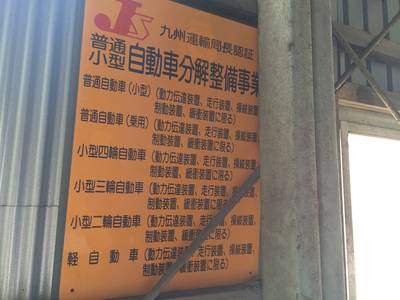 JS
九州運輸局長認証
普通
小型
自動車分解整備事業
普通自動車(小型)(動力伝達装置、走行装置、操縦装置、
制動装置、緩衝装置に限る)
普通自動車(乗用)(動力伝達装置、走行装置、操縦装置、
制動装置、緩衝装置に限る)
小型四輪自動車(動力伝達装置、走行装置、操縦装置、
制動装置、緩衝装置に限る)
小型三輪自動車(動力伝達装置、走行装置、操縦装置、
制動装置、緩衝装置に限る)
小型二輪自動車(動力伝達装置、走行装置、操縦装置、
制動装置、緩衝装置に限る)
軽自動車(動力伝達装置、走行装置、操縦装置、
制動装置、緩衝装置に限る)